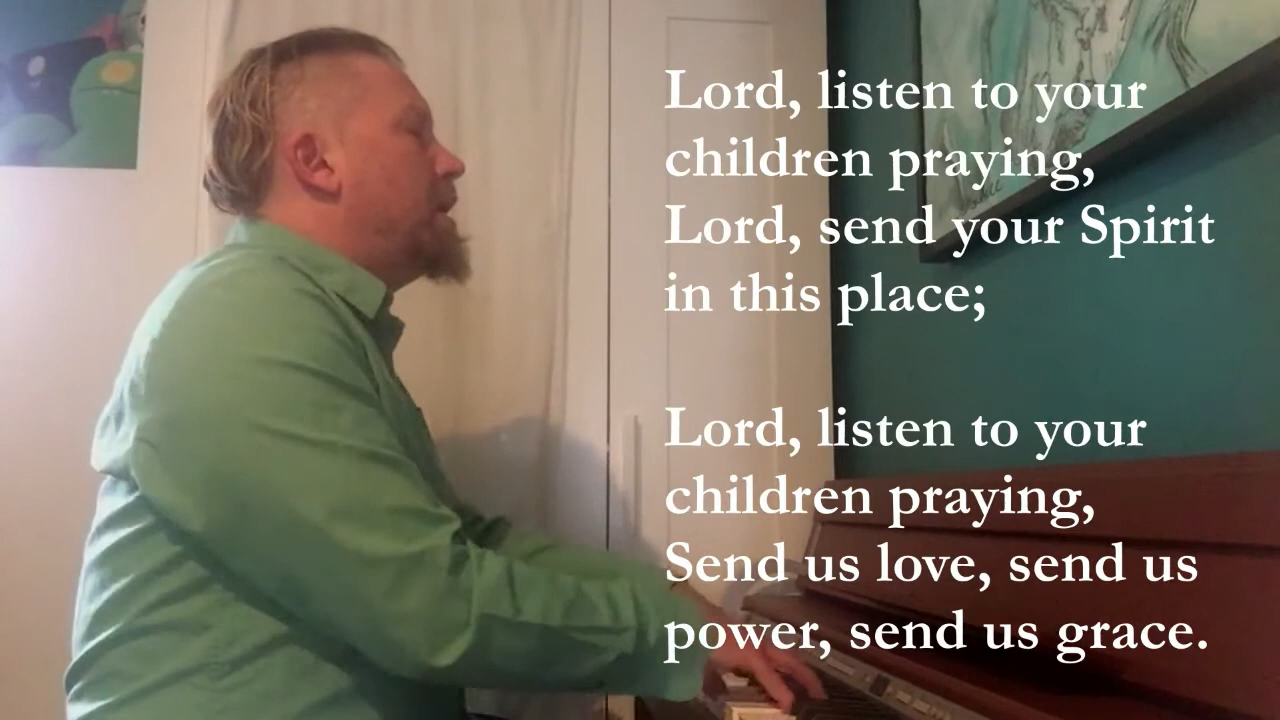 Lord, listen to your
children praying,
Lord, send your Spirit
in this place;
Lord, listen to your
children praying,
Send us love, send us
power, send us grace.